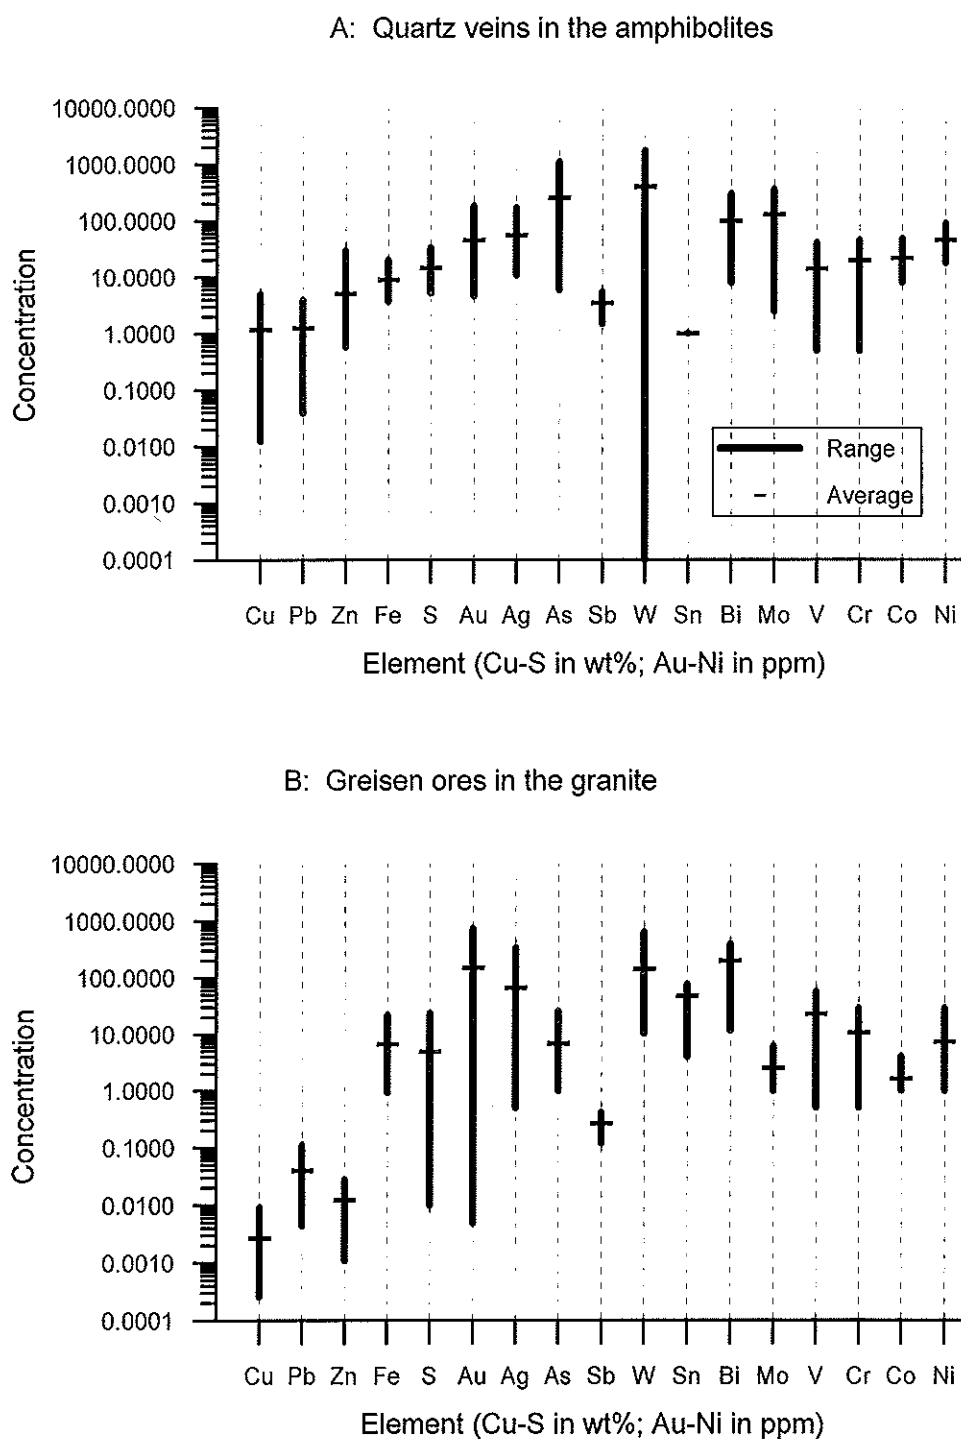 A: Quartz veins in the amphibolites
10000.0000
1000.0000
100.0000
10.0000
1.0000
0.1000
0.0100
0.0010
0.0001
Concentration
Range
Average
Cu Pb Zn Fe S Au Ag As Sb W Sn Bi Mo V Cr Co Ni
Element (Cu-S in wt%; Au-Ni in ppm)
B: Greisen ores in the granite
10000.0000
1000.0000
100.0000
10.0000
1.0000
0.1000
0.0100
0.0010
0.0001
Concentration
Cu Pb Zn Fe S Au Ag As Sb W Sn Bi Mo V Cr Co Ni
Element (Cu-S in wt%; Au-Ni in ppm)